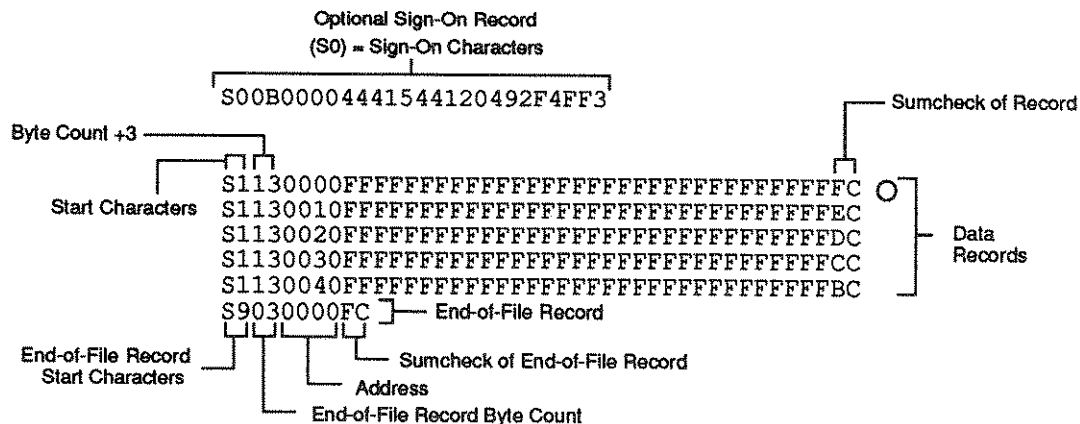 Optional Sign-On Record
(S0) = Sign-On Characters
S00B00004441544120492F4FF3
Sumcheck of Record
Byte Count +3
Start Characters
S1130000FFFFFFFFFFFFFFFFFFFFFFFFFFFFFFFFFC
S1130010FFFFFFFFFFFFFFFFFFFFFFFFFFFFFFFFEC
S1130020FFFFFFFFFFFFFFFFFFFFFFFFFFFFFFFFDC
S1130030FFFFFFFFFFFFFFFFFFFFFFFFFFFFFFFFCC
S1130040FFFFFFFFFFFFFFFFFFFFFFFFFFFFFFFFBC
S9030000FC
Data
Records
End-of-File Record
End-of-File Record
Start Characters
Sumcheck of End-of-File Record
Address
End-of-File Record Byte Count